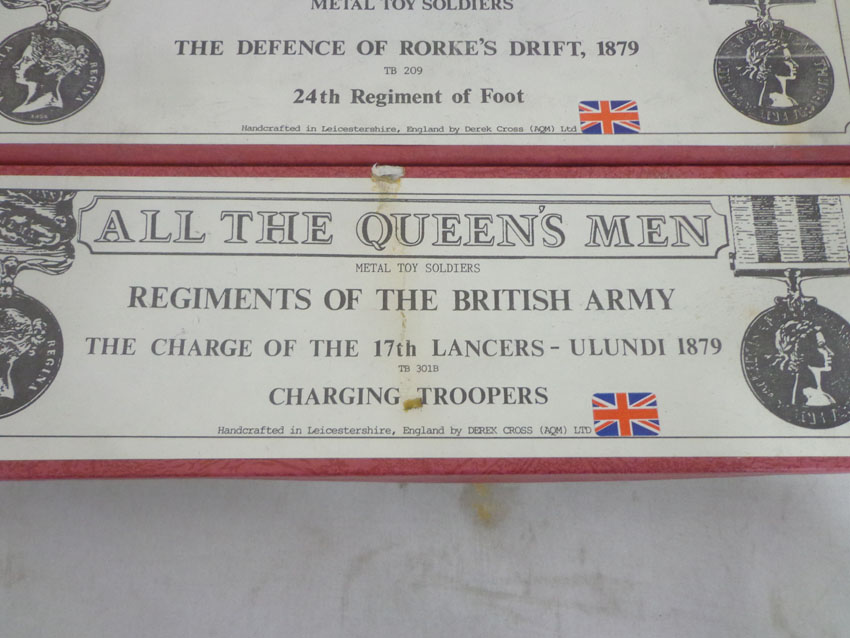 METAL TOY SOLDIERS
THE DEFENCE OF RORKE'S DRIFT, 1879
TB 209
24th Regiment of Foot
Handcrafted in Leicestershire, England by Derek Cross (AQM) Ltd
REGINA
ALL THE QUEEN'S MEN
METAL TOY SOLDIERS
REGIMENTS OF THE BRITISH ARMY
THE CHARGE OF THE 17th LANCERS - ULUNDI 1879
TB 301B
CHARGING TROOPERS
Handcrafted in Leicestershire, England by DEREK CROSS (AQM) LTD
REGINA